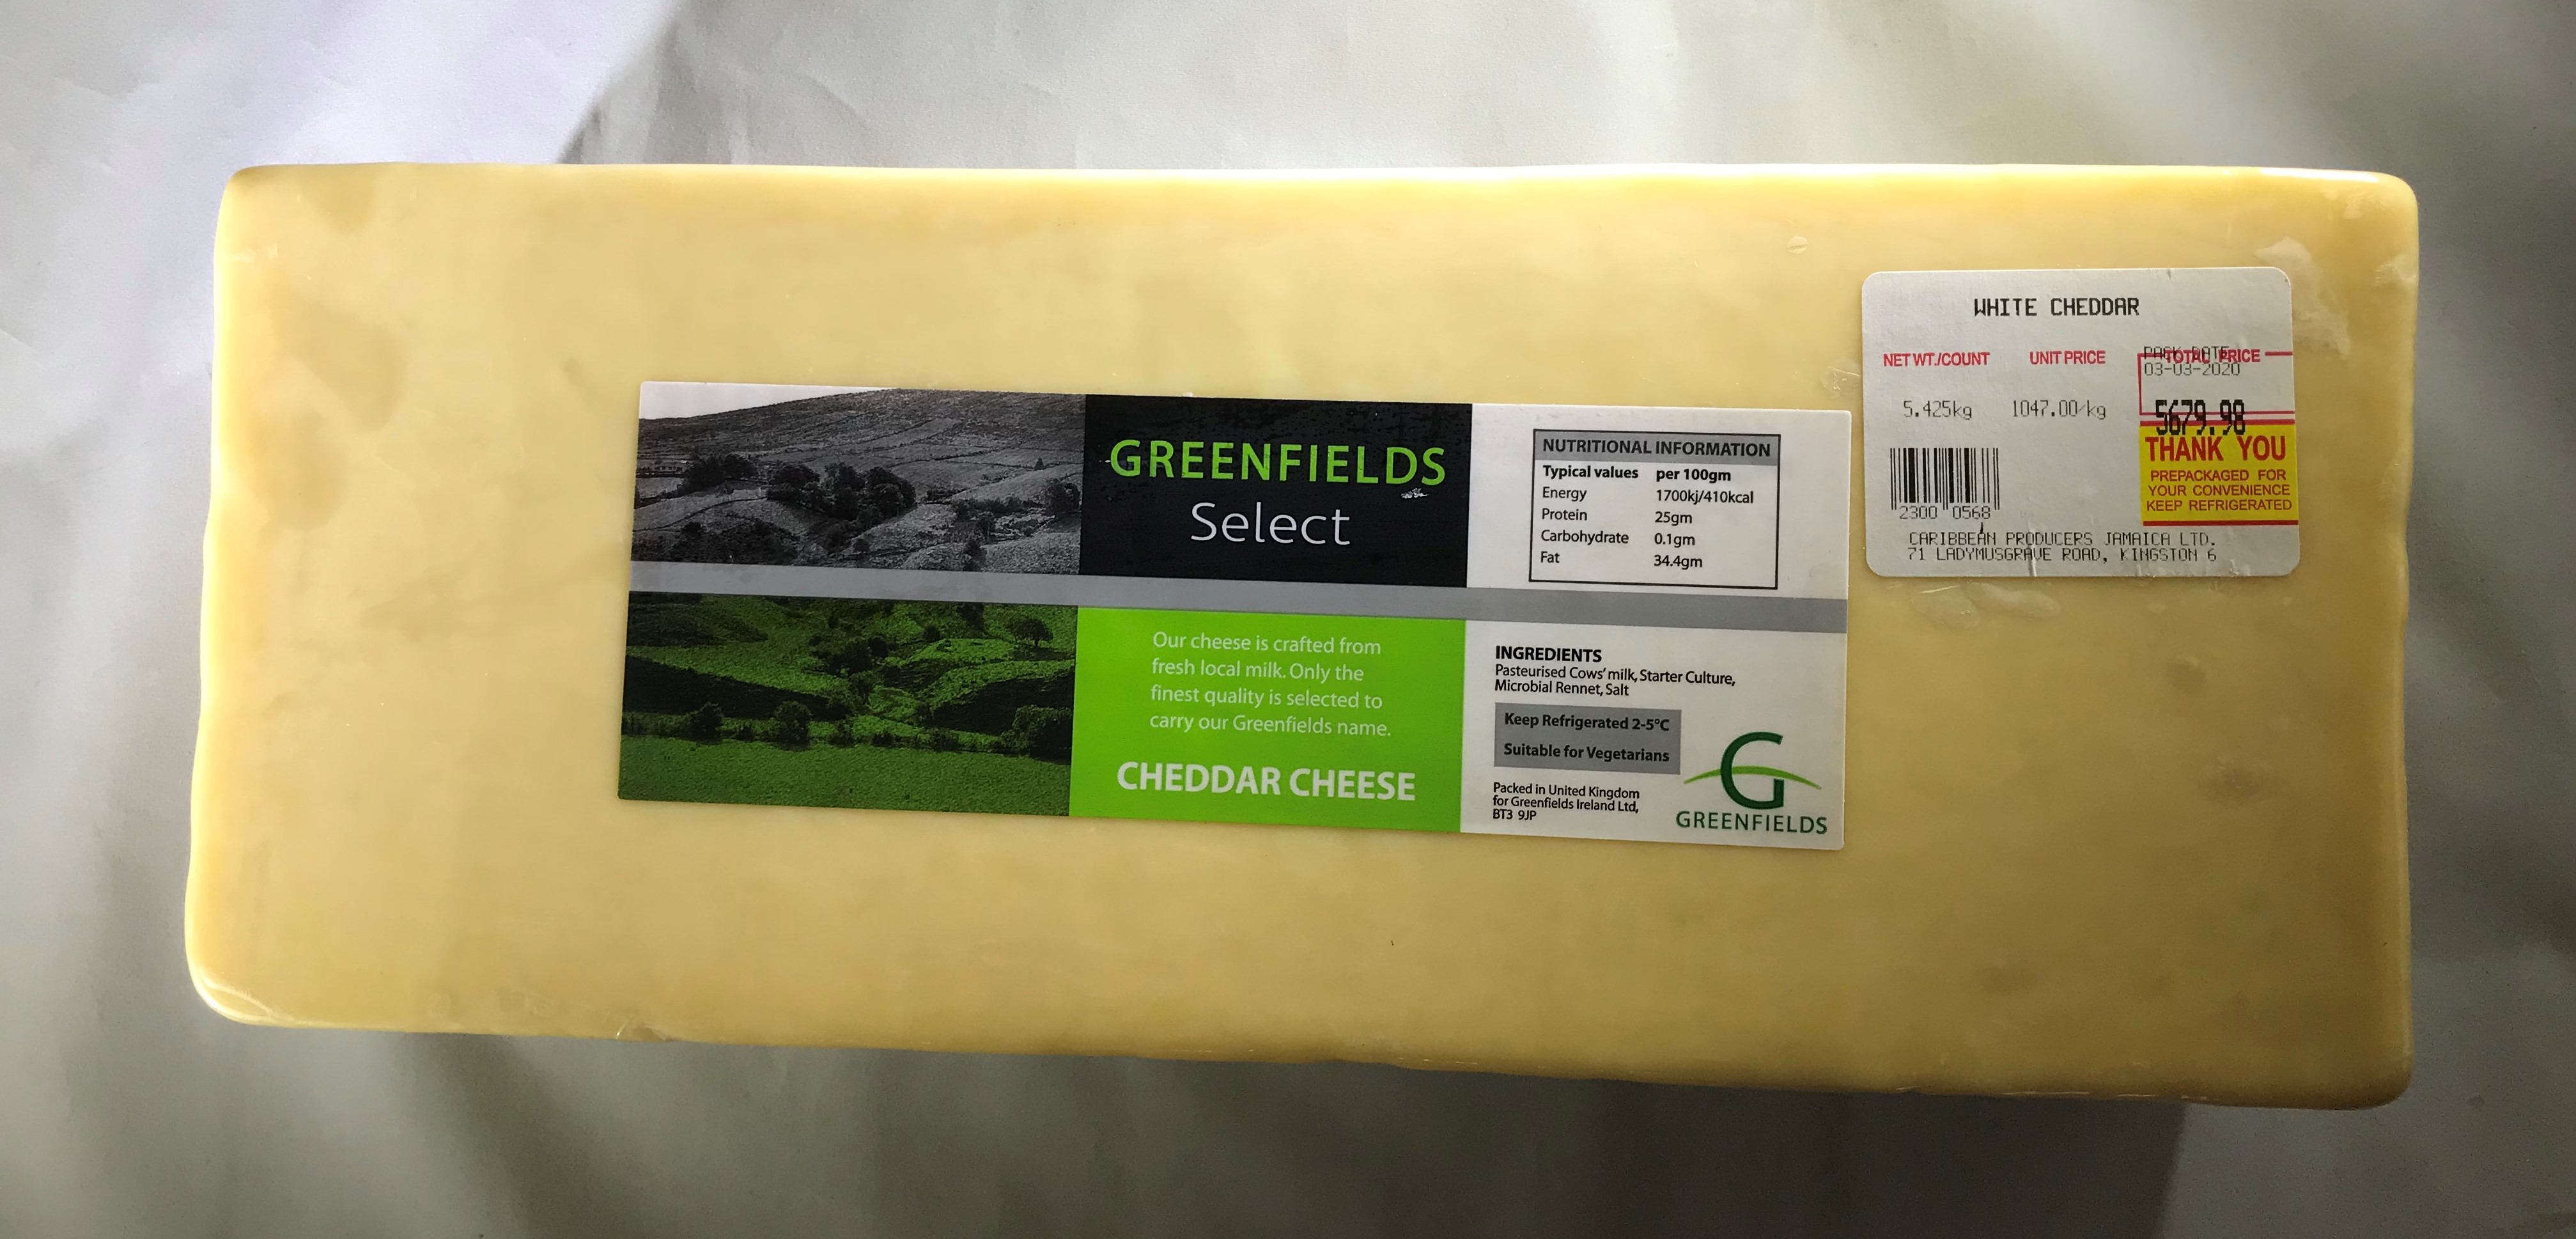 GREENFIELDS
Select
Our cheese is crafted from
fresh local milk. Only the
finest quality is selected to
carry our Greenfields name.
CHEDDAR CHEESE
NUTRITIONAL INFORMATION
Typical values per 100gm
Energy 1700kj/410kcal
Protein 25gm
Carbohydrate 0.1gm
Fat 34.4gm
INGREDIENTS
Pasteurised Cows' milk, Starter Culture,
Microbial Rennet, Salt
Keep Refrigerated 2-5°C
Suitable for Vegetarians
Packed in United Kingdom
for Greenfields Ireland Ltd,
BT3 9JP
G
GREENFIELDS
WHITE CHEDDAR
NET WT./COUNT UNIT PRICE TOTAL PRICE
PACK DATE
03-03-2020
5.425kg 1047.00/kg 5679.98
THANK YOU
PREPACKAGED FOR
YOUR CONVENIENCE
KEEP REFRIGERATED
2300 0568
CARIBBEAN PRODUCERS JAMAICA LTD.
71 LADYMUSGRAVE ROAD, KINGSTON 6